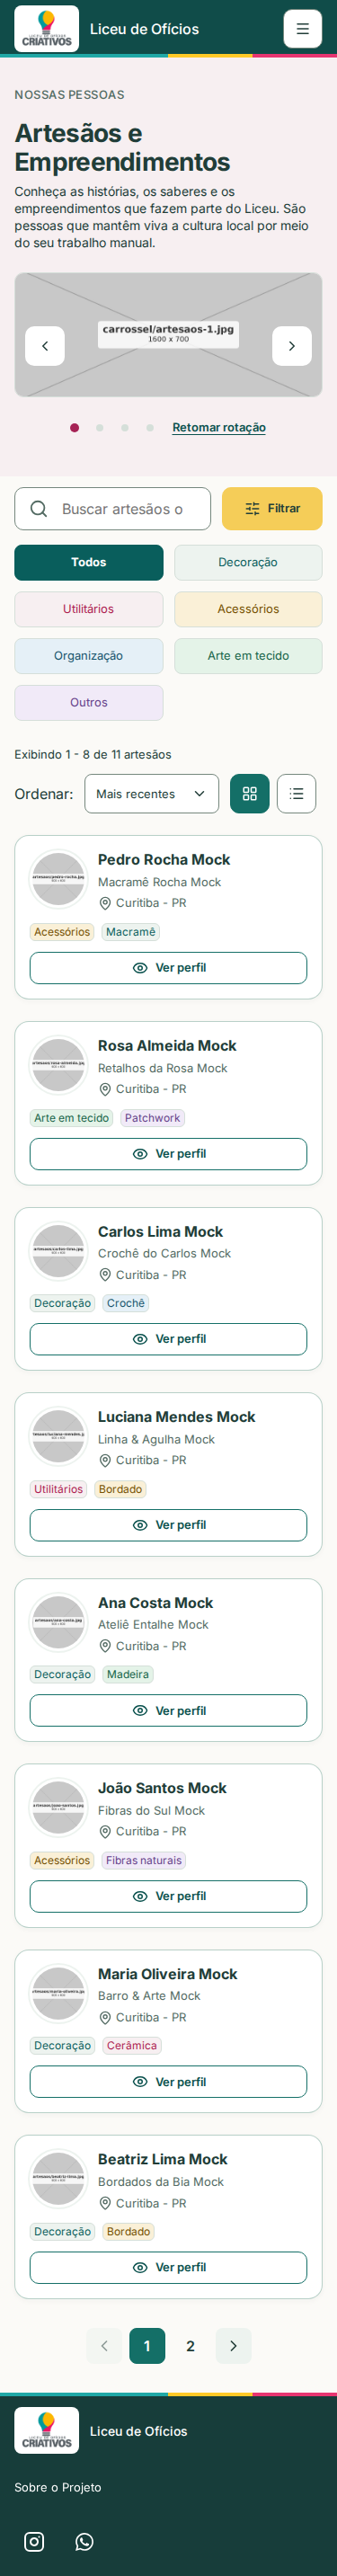 CRIATIVOS
Liceu de Ofícios
NOSSAS PESSOAS
Artesãos e
Empreendimentos
Conheça as histórias, os saberes e os
empreendimentos que fazem parte do Liceu. São
pessoas que mantêm viva a cultura local por meio
do seu trabalho manual.
carrossel/artesaos-1.jpg
1600 x 700
Retomar rotação
Buscar artesãos o
Filtrar
Todos
Decoração
Utilitários
Acessórios
Organização
Arte em tecido
Outros
Exibindo 1 - 8 de 11 artesãos
Ordenar:
Mais recentes
Pedro Rocha Mock
Macramê Rocha Mock
Curitiba - PR
Acessórios
Macramê
Ver perfil
Rosa Almeida Mock
Retalhos da Rosa Mock
Curitiba - PR
Arte em tecido
Patchwork
Ver perfil
Carlos Lima Mock
Crochê do Carlos Mock
Curitiba - PR
Decoração
Crochê
Ver perfil
Luciana Mendes Mock
Linha & Agulha Mock
Curitiba - PR
Utilitários
Bordado
Ver perfil
Ana Costa Mock
Ateliê Entalhe Mock
Curitiba - PR
Decoração
Madeira
Ver perfil
João Santos Mock
Fibras do Sul Mock
Curitiba - PR
Acessórios
Fibras naturais
Ver perfil
Maria Oliveira Mock
Barro & Arte Mock
Curitiba - PR
Decoração
Cerâmica
Ver perfil
Beatriz Lima Mock
Bordados da Bia Mock
Curitiba - PR
Decoração
Bordado
Ver perfil
1
2
CRIATIVOS
Liceu de Ofícios
Sobre o Projeto